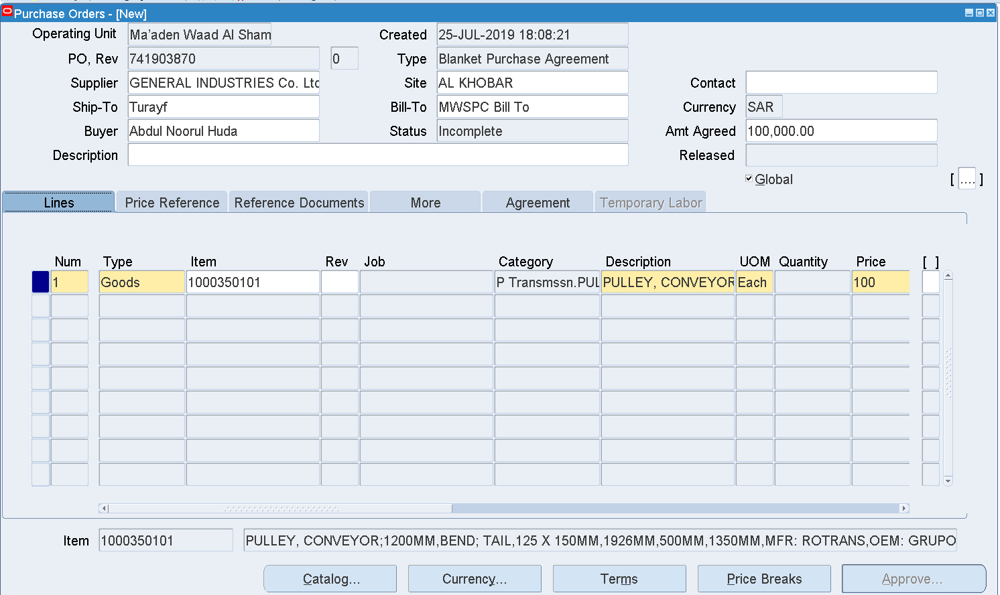 Purchase Orders - [New]
Operating Unit Ma'aden Waad Al Sham Created 25-JUL-2019 18:08:21
PO, Rev 741903870 0 Type Blanket Purchase Agreement
Supplier GENERAL INDUSTRIES Co. Ltd Site AL KHOBAR Contact
Ship-To Turayf Bill-To MWSPC Bill To Currency SAR
Buyer Abdul Noorul Huda Status Incomplete Amt Agreed 100,000.00
Description Released
Global [ .... ]
Lines Price Reference Reference Documents More Agreement Temporary Labor
Num Type Item Rev Job Category Description UOM Quantity Price [ ]
1 Goods 1000350101 P Transmssn.PUL PULLEY, CONVEYOR Each 100
Item 1000350101 PULLEY, CONVEYOR;1200MM,BEND; TAIL,125 X 150MM,1926MM,500MM,1350MM,MFR: ROTRANS,OEM: GRUPO
Catalog... Currency... Terms Price Breaks Approve...